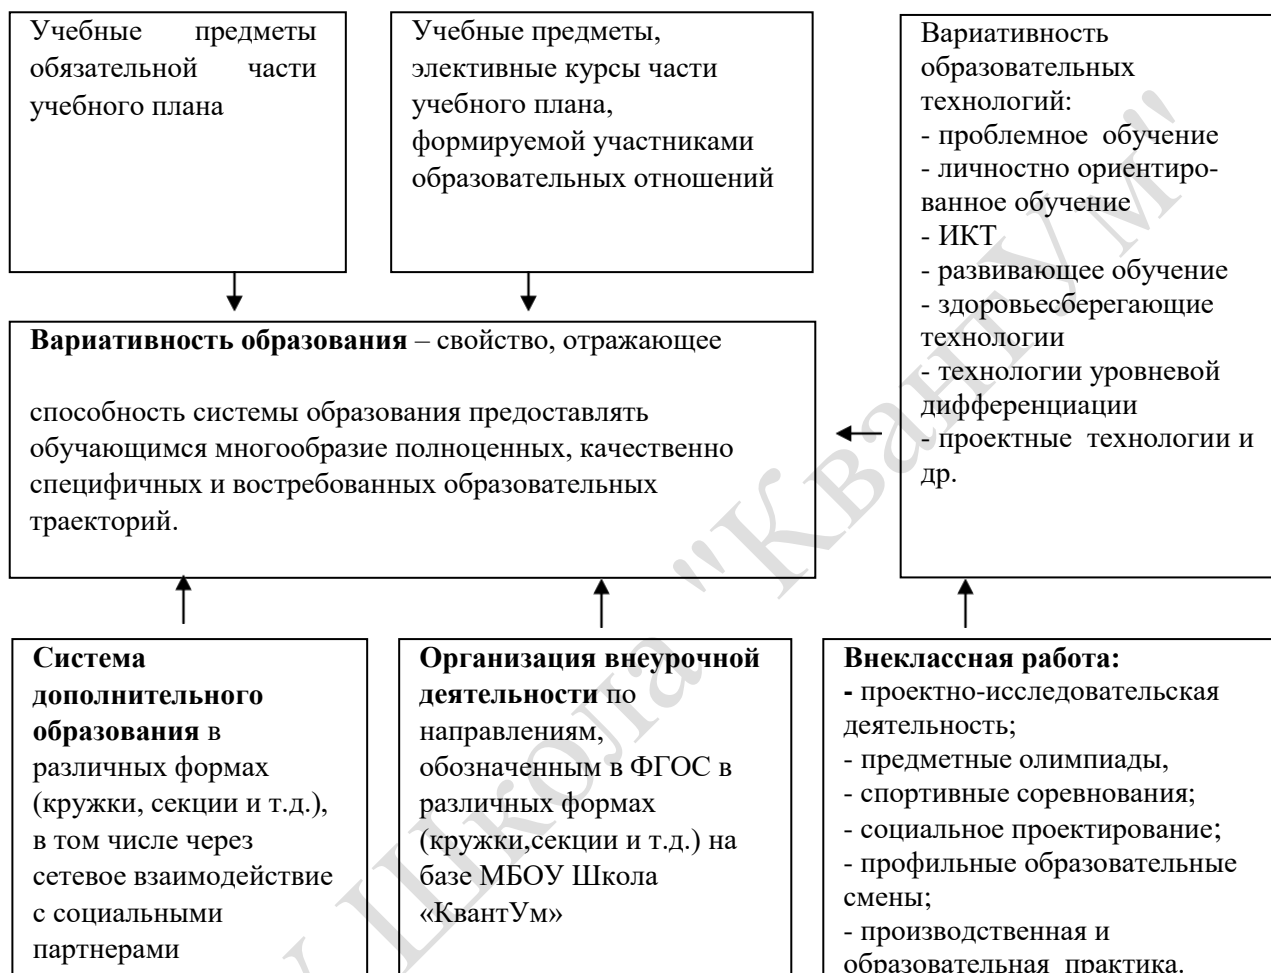 Учебные предметы
обязательной части
учебного плана
Учебные предметы,
элективные курсы части
учебного плана,
формируемой участниками
образовательных отношений
Вариативность
образовательных
технологий:
- проблемное обучение
- личностно ориентиро-
ванное обучение
- ИКТ
- развивающее обучение
- здоровьесберегающие
технологии
- технологии уровневой
дифференциации
- проектные технологии и
др.
Вариативность образования – свойство, отражающее
способность системы образования предоставлять
обучающимся многообразие полноценных, качественно
специфичных и востребованных образовательных
траекторий.
Система
дополнительного
образования в
различных формах
(кружки, секции и т.д.),
в том числе через
сетевое взаимодействие
с социальными
партнерами
Организация внеурочной
деятельности по
направлениям,
обозначенным в ФГОС в
различных формах
(кружки,секции и т.д.) на
базе МБОУ Школа
«КвантУм»
Внеклассная работа:
- проектно-исследовательская
деятельность;
- предметные олимпиады,
- спортивные соревнования;
- социальное проектирование;
- профильные образовательные
смены;
- производственная и
образовательная практика.
Школа "КвантУм"